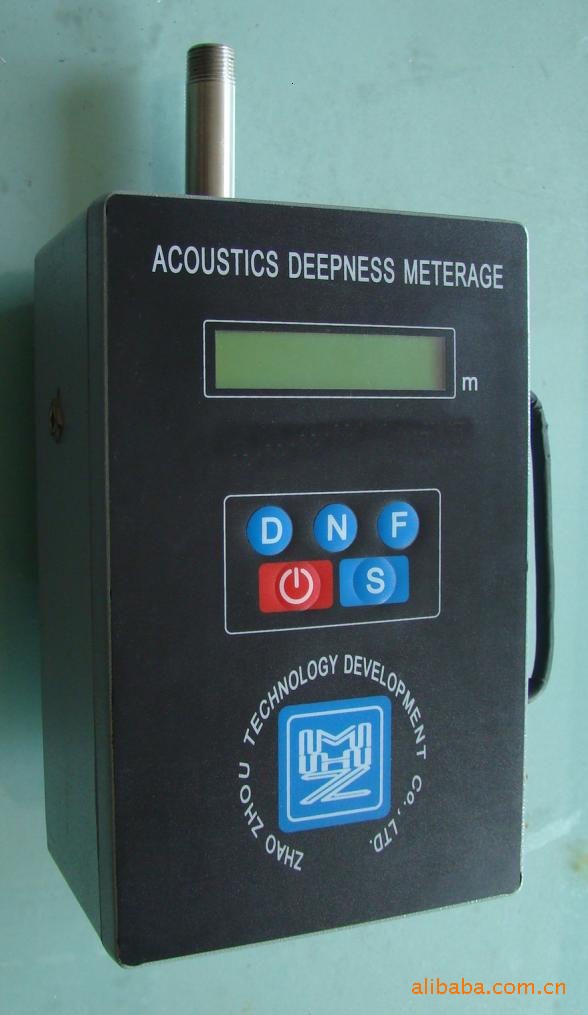 ACOUSTICS DEEPNESS METERAGE
m
D N F
S
ZHAO ZHOU TECHNOLOGY DEVELOPMENT CO., LTD.
alibaba.com.cn